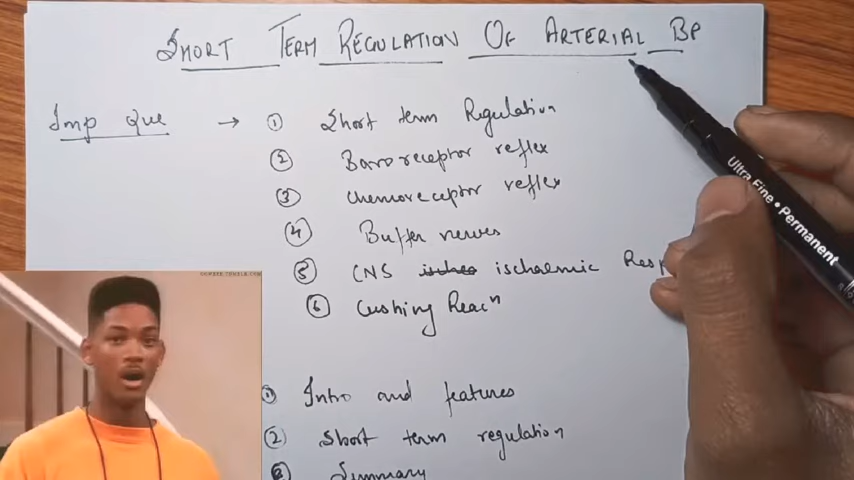 SHORT TERM REGULATION OF ARTERIAL BP
Imp Que → ① Short term Regulation
② Baroreceptor reflex
③ chemoreceptor reflex
④ Buffer nerves
⑤ CNS ischaemic Resp
⑥ Cushing Reacⁿ
① Intro and features
② Short term regulation
③ Summary
Ultra Fine • Permanent